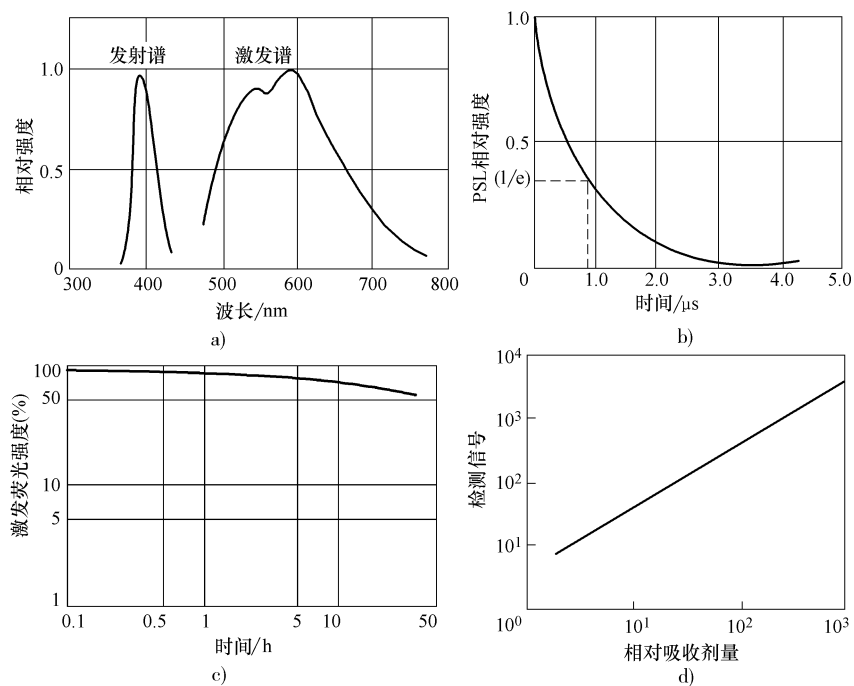 发射谱 激发谱
1.0
0.5
0
相对强度
300 400 500 600 700 800
波长/nm
a)
1.0
0.5
(1/e)
PSL相对强度
0 1.0 2.0 3.0 4.0 5.0
时间/μs
b)
100
50
10
5
1
激发荧光强度(%)
0.1 0.5 1 5 10 50
时间/h
c)
10⁴
10³
10²
10¹
检测信号
10⁰ 10¹ 10² 10³
相对吸收剂量
d)